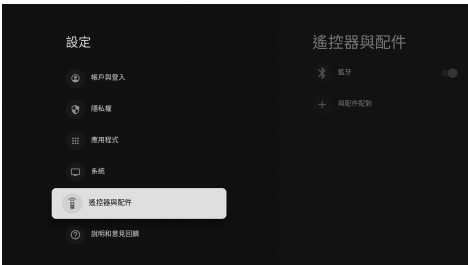 設定
帳戶與登入
隱私權
應用程式
系統
遙控器與配件
說明和意見回饋
遙控器與配件
藍牙
與配件配對